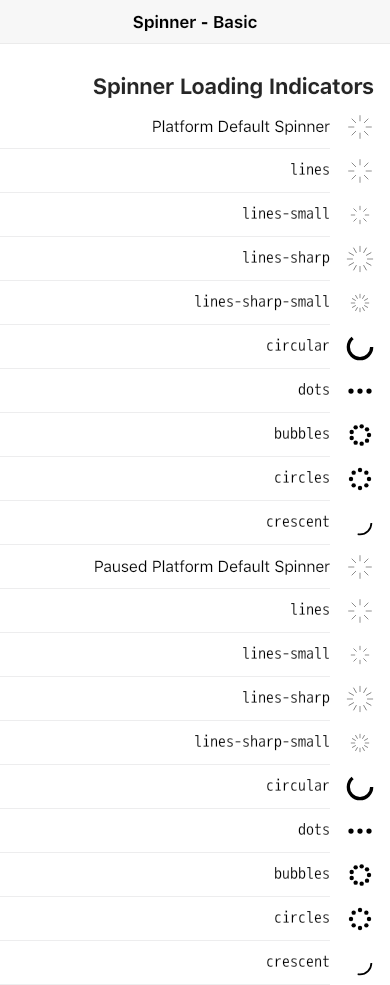 Spinner - Basic
Spinner Loading Indicators
Platform Default Spinner
lines
lines-small
lines-sharp
lines-sharp-small
circular
dots
bubbles
circles
crescent
Paused Platform Default Spinner
lines
lines-small
lines-sharp
lines-sharp-small
circular
dots
bubbles
circles
crescent